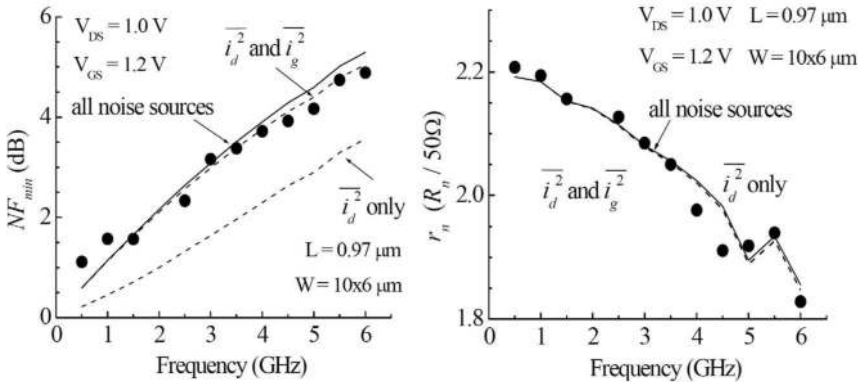 V_DS = 1.0 V
V_GS = 1.2 V
i_d^2 and i_g^2
all noise sources
i_d^2 only
L = 0.97 μm
W = 10x6 μm
NF_min (dB)
6
4
2
0
0 1 2 3 4 5 6
Frequency (GHz)
V_DS = 1.0 V L = 0.97 μm
V_GS = 1.2 V W = 10x6 μm
all noise sources
i_d^2 and i_g^2
i_d^2 only
r_n (R_n / 50Ω)
2.2
2.0
1.8
0 1 2 3 4 5 6
Frequency (GHz)